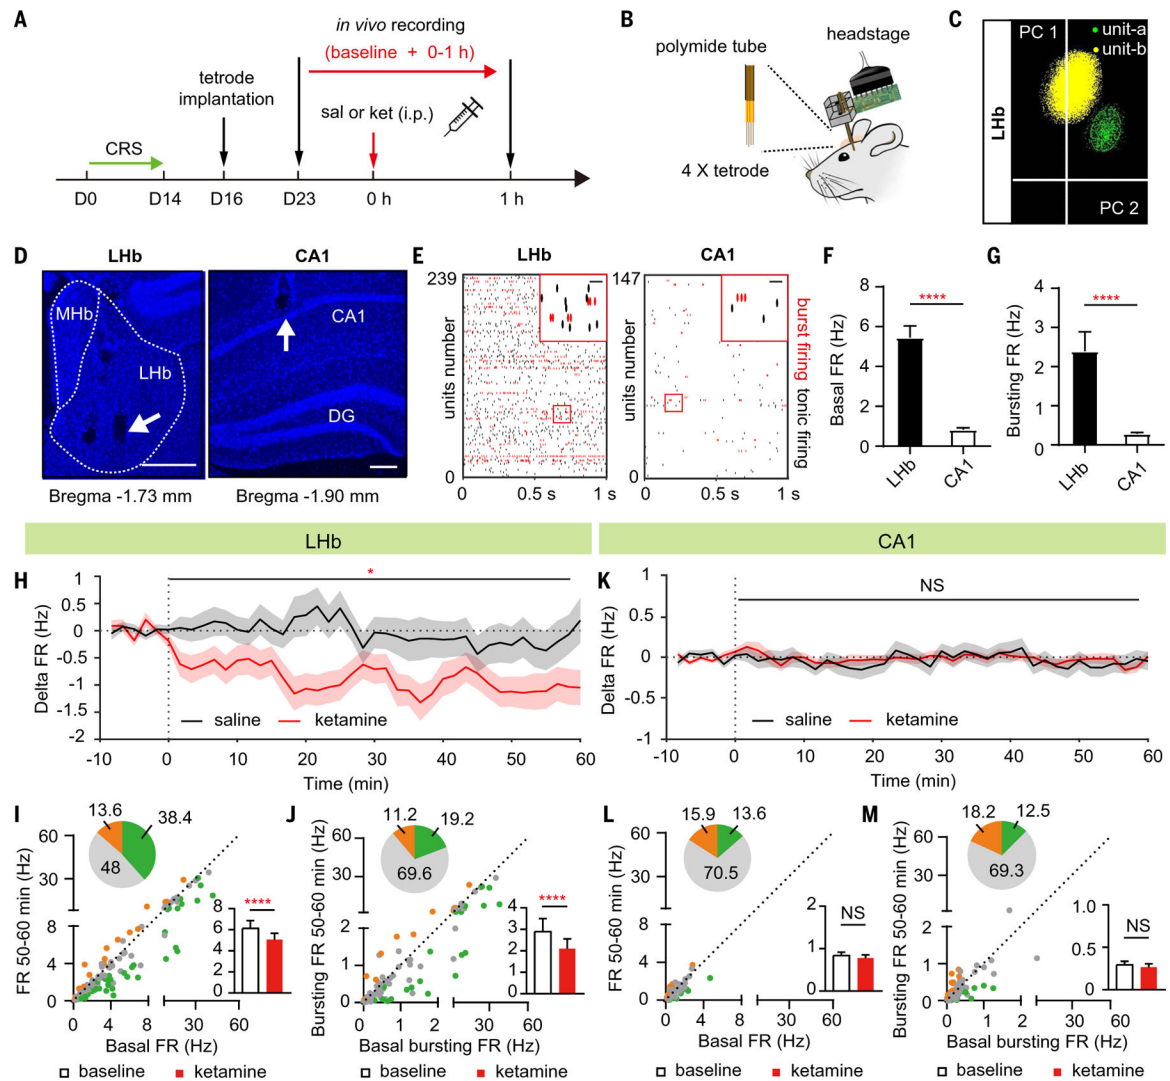 A
in vivo recording
(baseline + 0-1 h)
tetrode
implantation
sal or ket (i.p.)
CRS
D0
D14
D16
D23
0 h
1 h
B
polymide tube
headstage
4 X tetrode
C
PC 1
unit-a
unit-b
LHb
PC 2
D
LHb
CA1
MHb
LHb
CA1
DG
Bregma -1.73 mm
Bregma -1.90 mm
E
LHb
CA1
239
units number
0
0
0.5 s
1 s
147
units number
0
0
0.5 s
1 s
burst firing
tonic firing
F
****
Basal FR (Hz)
8
6
4
2
0
LHb
CA1
G
****
Bursting FR (Hz)
4
3
2
1
0
LHb
CA1
LHb
CA1
H
*
Delta FR (Hz)
1
0.5
0
-0.5
-1
-1.5
-2
saline
ketamine
-10
0
10
20
30
40
50
60
Time (min)
K
NS
Delta FR (Hz)
1
0.5
0
-0.5
-1
saline
ketamine
-10
0
10
20
30
40
50
60
Time (min)
I
13.6
38.4
48
FR 50-60 min (Hz)
60
30
8
4
0
0
4
8
30
60
****
8
6
4
2
0
Basal FR (Hz)
baseline
ketamine
J
11.2
19.2
69.6
Bursting FR 50-60 min (Hz)
60
30
2
1
0
0
1
2
30
60
****
4
3
2
1
0
Basal bursting FR (Hz)
baseline
ketamine
L
15.9
13.6
70.5
FR 50-60 min (Hz)
60
30
8
4
0
0
4
8
30
60
NS
2
1
0
Basal FR (Hz)
baseline
ketamine
M
18.2
12.5
69.3
Bursting FR 50-60 min (Hz)
60
30
2
1
0
0
1
2
30
60
NS
1.0
0.6
0.3
0
Basal bursting FR (Hz)
baseline
ketamine